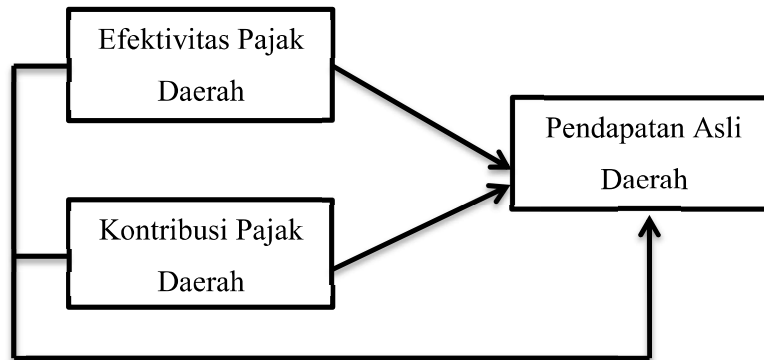 Efektivitas Pajak
Daerah
Pendapatan Asli
Daerah
Kontribusi Pajak
Daerah